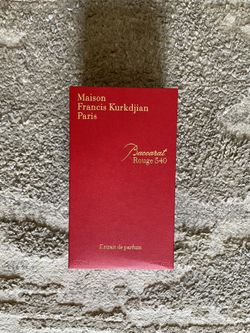 Maison
Francis Kurkdjian
Paris
Baccarat
Rouge 540
Extrait de parfum